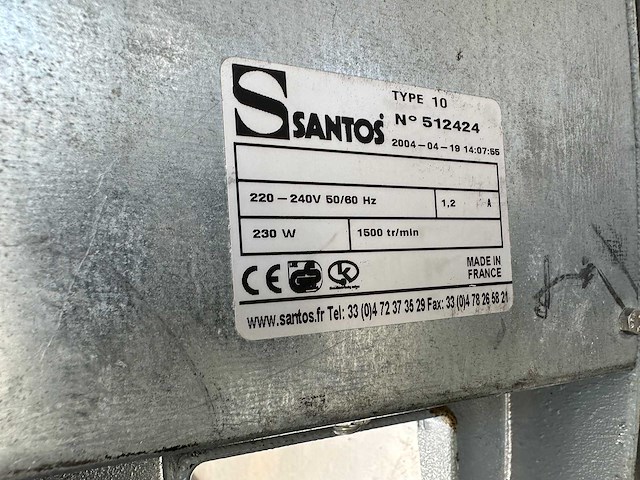 TYPE 10
SANTOS
Nº 512424
2004-04-19 14:07:55
220-240V 50/60 Hz 1,2 A
230 W 1500 tr/min
CE
MADE IN
FRANCE
www.santos.fr Tel: 33 (0)4 72 37 35 29 Fax: 33 (0)4 78 26 58 21